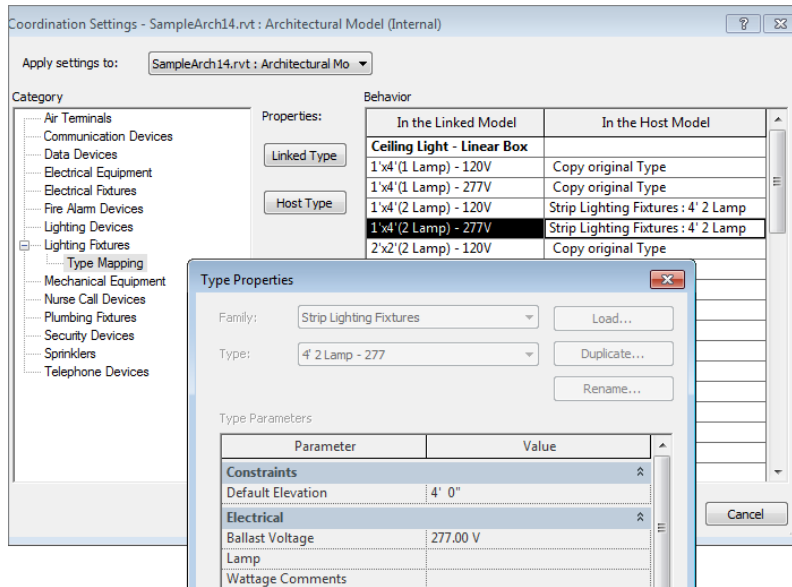 Coordination Settings - SampleArch14.rvt : Architectural Model (Internal)
Apply settings to: SampleArch14.rvt : Architectural Mo
Category
Air Terminals
Communication Devices
Data Devices
Electrical Equipment
Electrical Fixtures
Fire Alarm Devices
Lighting Devices
Lighting Fixtures
Type Mapping
Mechanical Equipment
Nurse Call Devices
Plumbing Fixtures
Security Devices
Sprinklers
Telephone Devices
Properties:
Linked Type
Host Type
Behavior
In the Linked Model In the Host Model
Ceiling Light - Linear Box
1'x4'(1 Lamp) - 120V Copy original Type
1'x4'(1 Lamp) - 277V Copy original Type
1'x4'(2 Lamp) - 120V Strip Lighting Fixtures : 4' 2 Lamp
1'x4'(2 Lamp) - 277V Strip Lighting Fixtures : 4' 2 Lamp
2'x2'(2 Lamp) - 120V Copy original Type
Cancel
Type Properties
Family: Strip Lighting Fixtures Load...
Type: 4' 2 Lamp - 277 Duplicate...
Rename...
Type Parameters
Parameter Value
Constraints
Default Elevation 4' 0"
Electrical
Ballast Voltage 277.00 V
Lamp
Wattage Comments